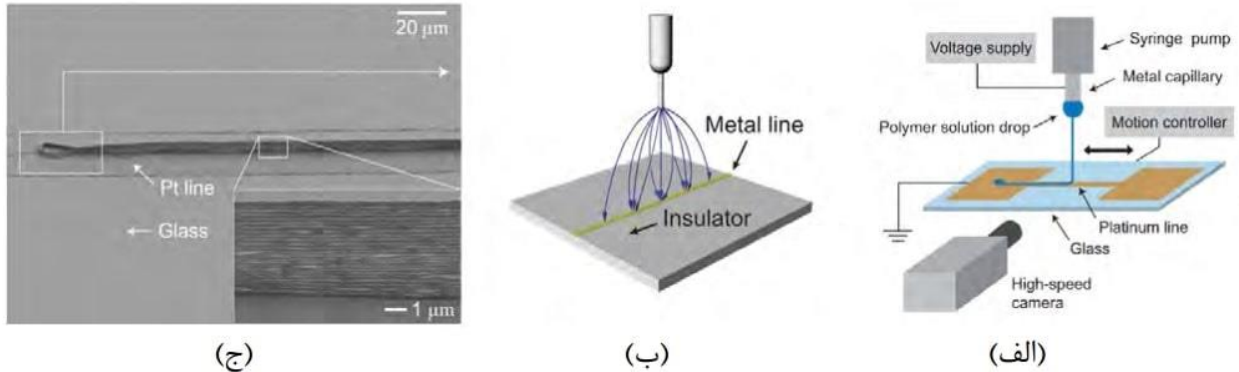 20 μm
Pt line
Glass
1 μm
(ج)
Metal line
Insulator
(ب)
Voltage supply
Syringe pump
Metal capillary
Polymer solution drop
Motion controller
Platinum line
Glass
High-speed
camera
(الف)